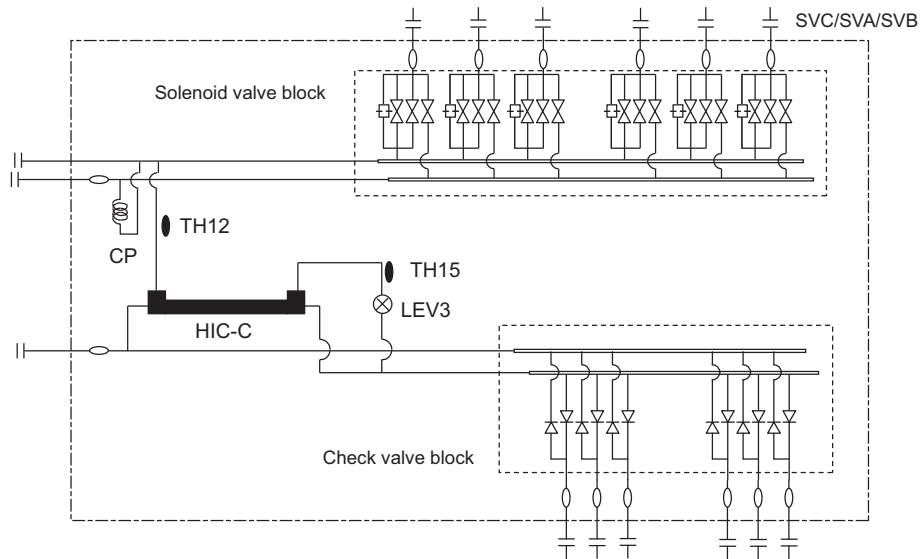 SVC/SVA/SVB
Solenoid valve block
TH12
CP
TH15
LEV3
HIC-C
Check valve block